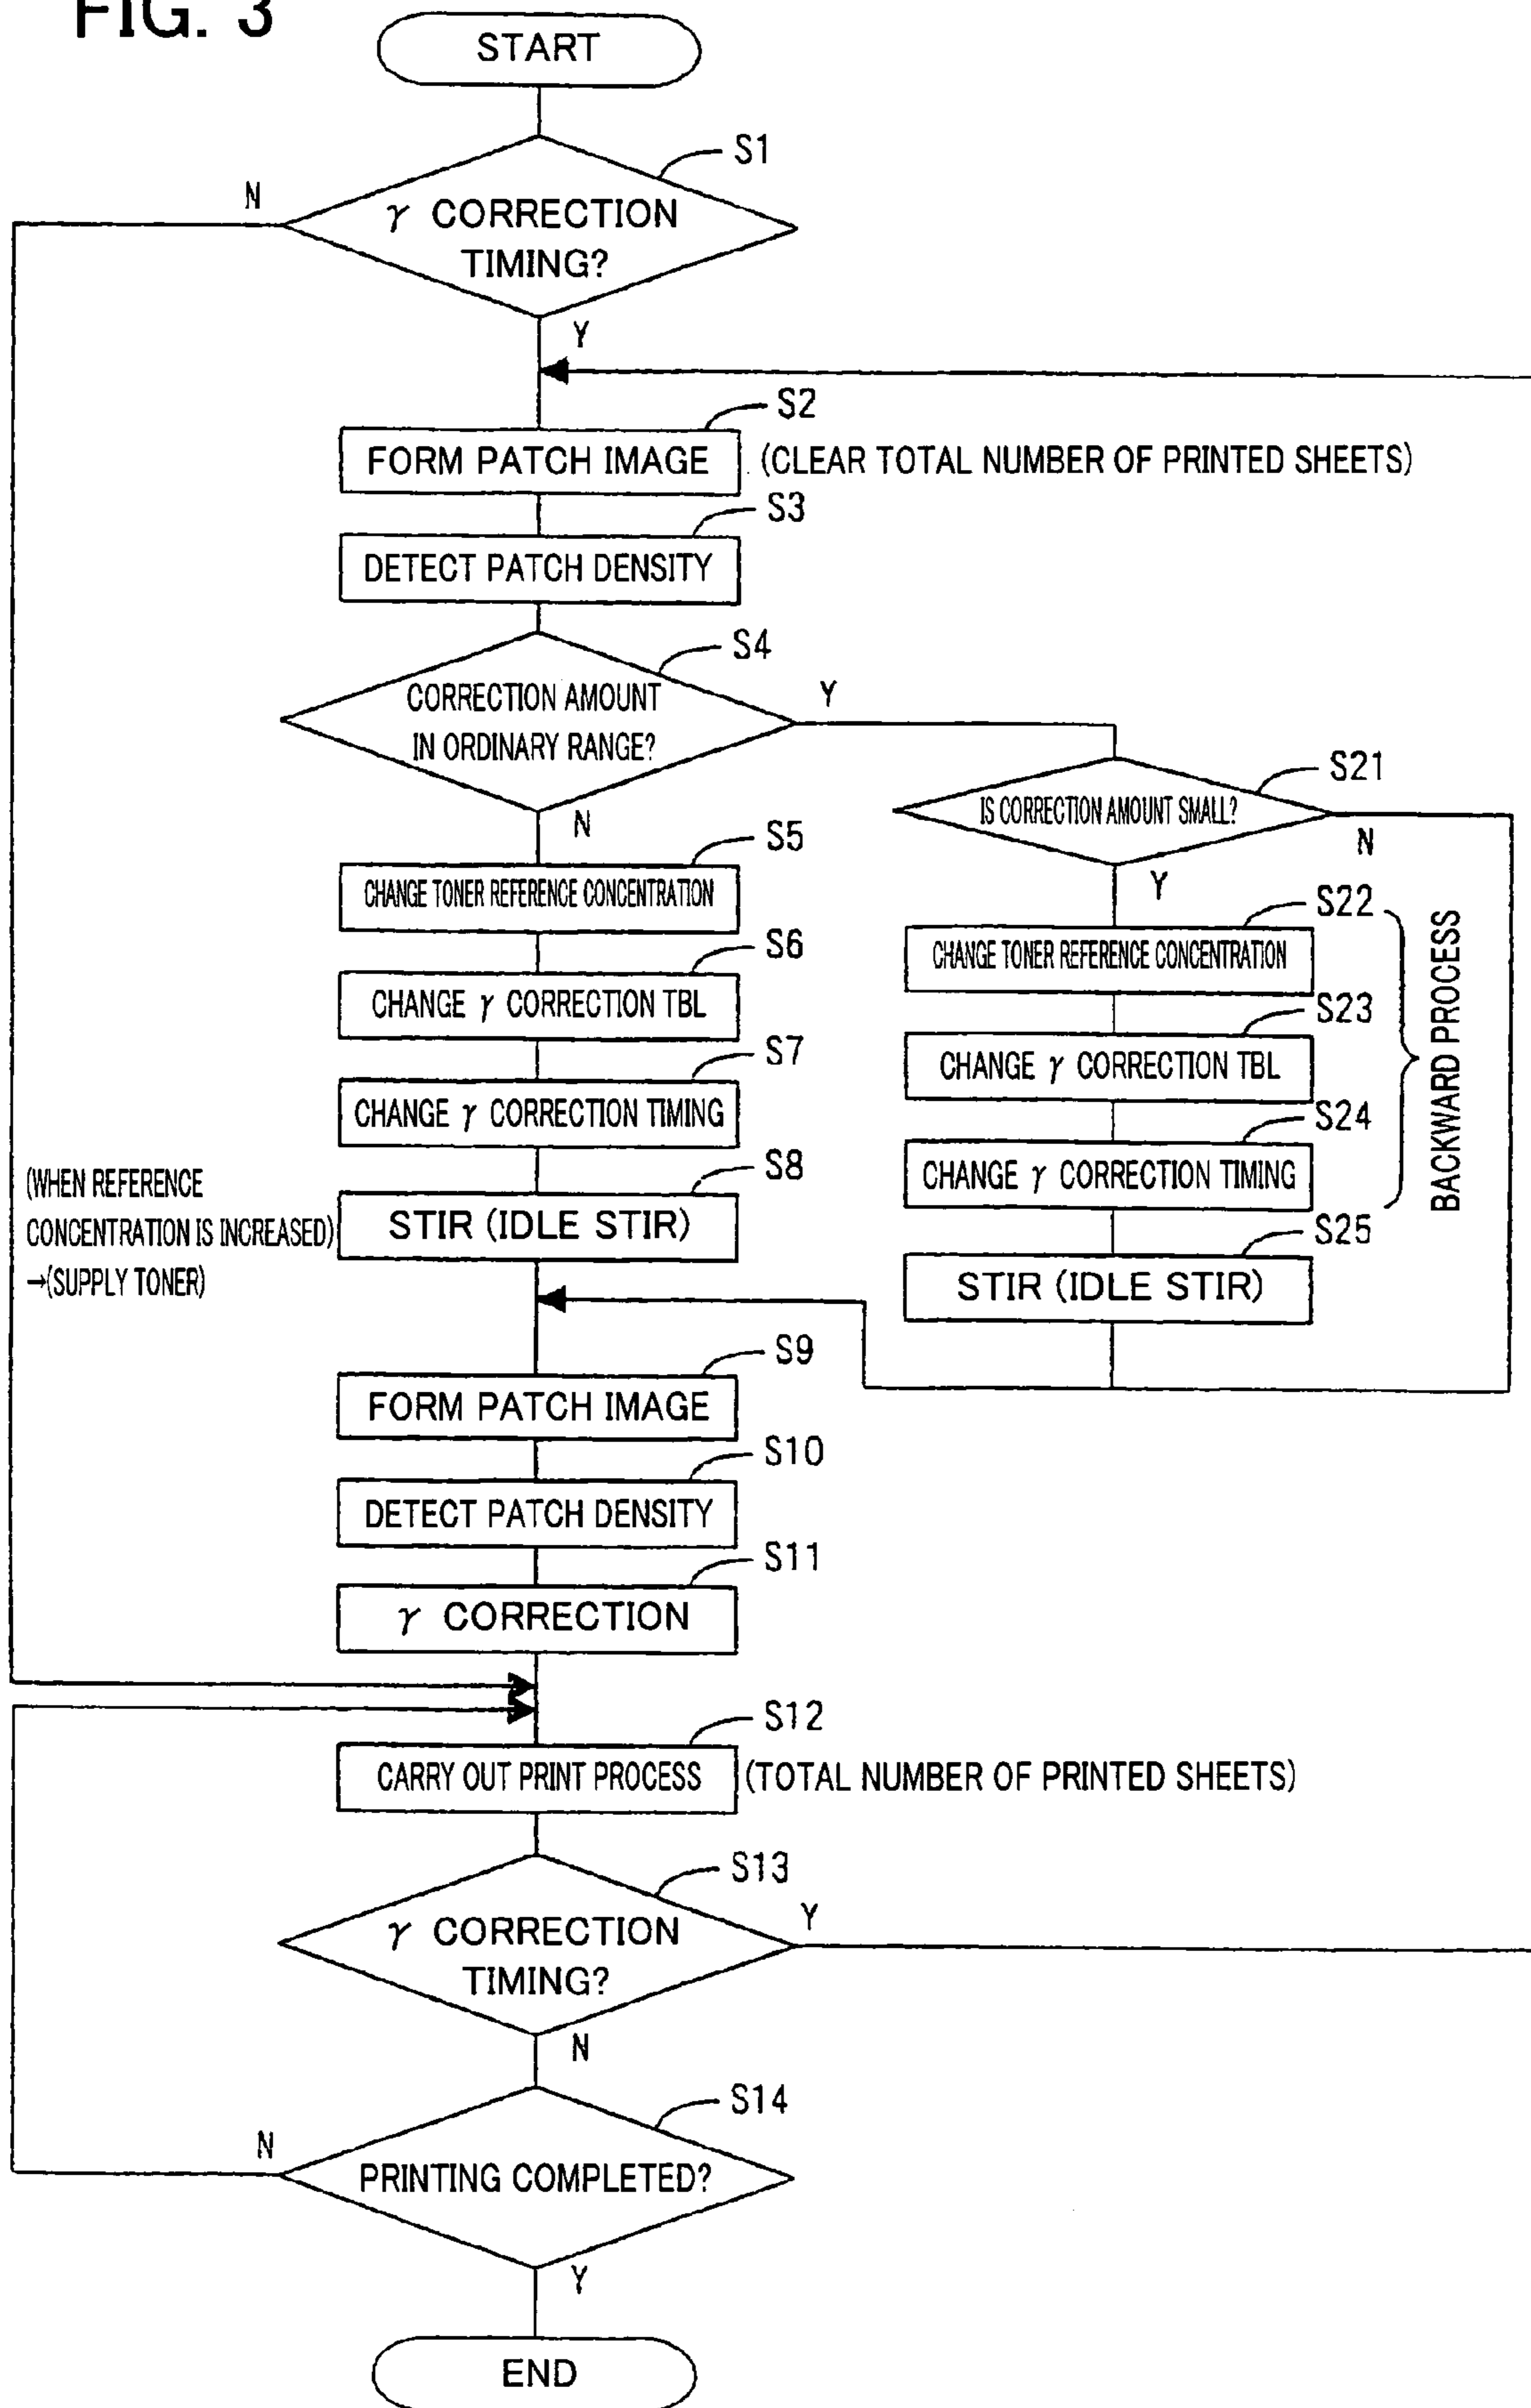 FIG. 3
START
S1
N
γ CORRECTION
TIMING?
Y
S2
FORM PATCH IMAGE
(CLEAR TOTAL NUMBER OF PRINTED SHEETS)
S3
DETECT PATCH DENSITY
S4
CORRECTION AMOUNT
IN ORDINARY RANGE?
Y
N
S21
IS CORRECTION AMOUNT SMALL?
N
Y
S5
CHANGE TONER REFERENCE CONCENTRATION
S6
CHANGE γ CORRECTION TBL
S7
CHANGE γ CORRECTION TIMING
S8
STIR (IDLE STIR)
(WHEN REFERENCE
CONCENTRATION IS INCREASED)
→(SUPPLY TONER)
S22
CHANGE TONER REFERENCE CONCENTRATION
S23
CHANGE γ CORRECTION TBL
S24
CHANGE γ CORRECTION TIMING
BACKWARD PROCESS
S25
STIR (IDLE STIR)
S9
FORM PATCH IMAGE
S10
DETECT PATCH DENSITY
S11
γ CORRECTION
S12
CARRY OUT PRINT PROCESS
(TOTAL NUMBER OF PRINTED SHEETS)
S13
γ CORRECTION
TIMING?
Y
N
S14
N
PRINTING COMPLETED?
Y
END